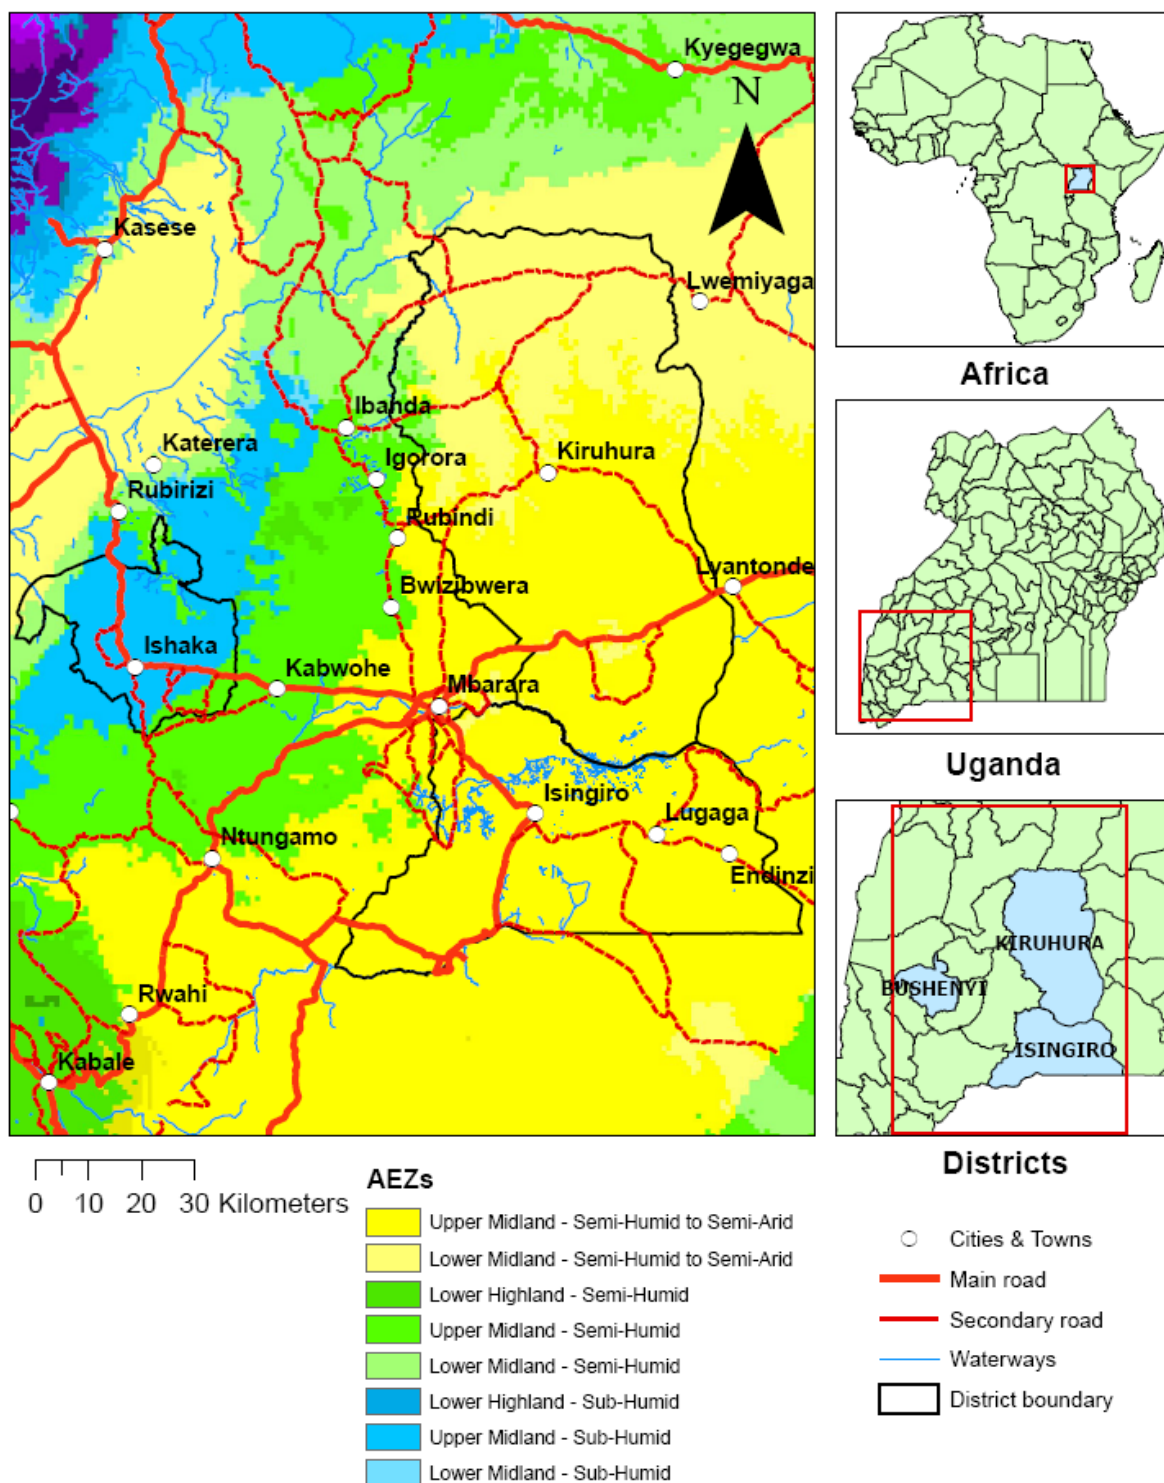 Kyegegwa
N
Kasese
Lwemiyaga
Ibanda
Katerera
Igorora
Kiruhura
Rubirizi
Rubindi
Lyantonde
Bwizibwera
Ishaka
Kabwohe
Mbarara
Isingiro
Lugaga
Ntungamo
Endinzi
Rwahi
Kabale
Africa
Uganda
KIRUHURA
BUSHENYI
ISINGIRO
Districts
0 10 20 30 Kilometers
AEZs
Upper Midland - Semi-Humid to Semi-Arid
Lower Midland - Semi-Humid to Semi-Arid
Lower Highland - Semi-Humid
Upper Midland - Semi-Humid
Lower Midland - Semi-Humid
Lower Highland - Sub-Humid
Upper Midland - Sub-Humid
Lower Midland - Sub-Humid
Cities & Towns
Main road
Secondary road
Waterways
District boundary